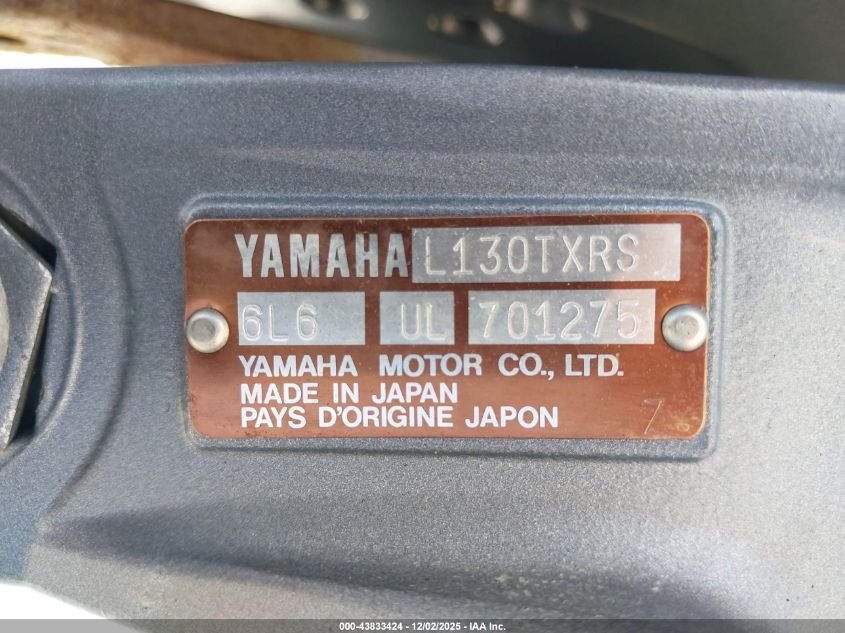 YAMAHA L130TXRS
6L6 UL 701275
YAMAHA MOTOR CO., LTD.
MADE IN JAPAN
PAYS D'ORIGINE JAPON 7
000-43833424 - 12/02/2025 - IAA Inc.